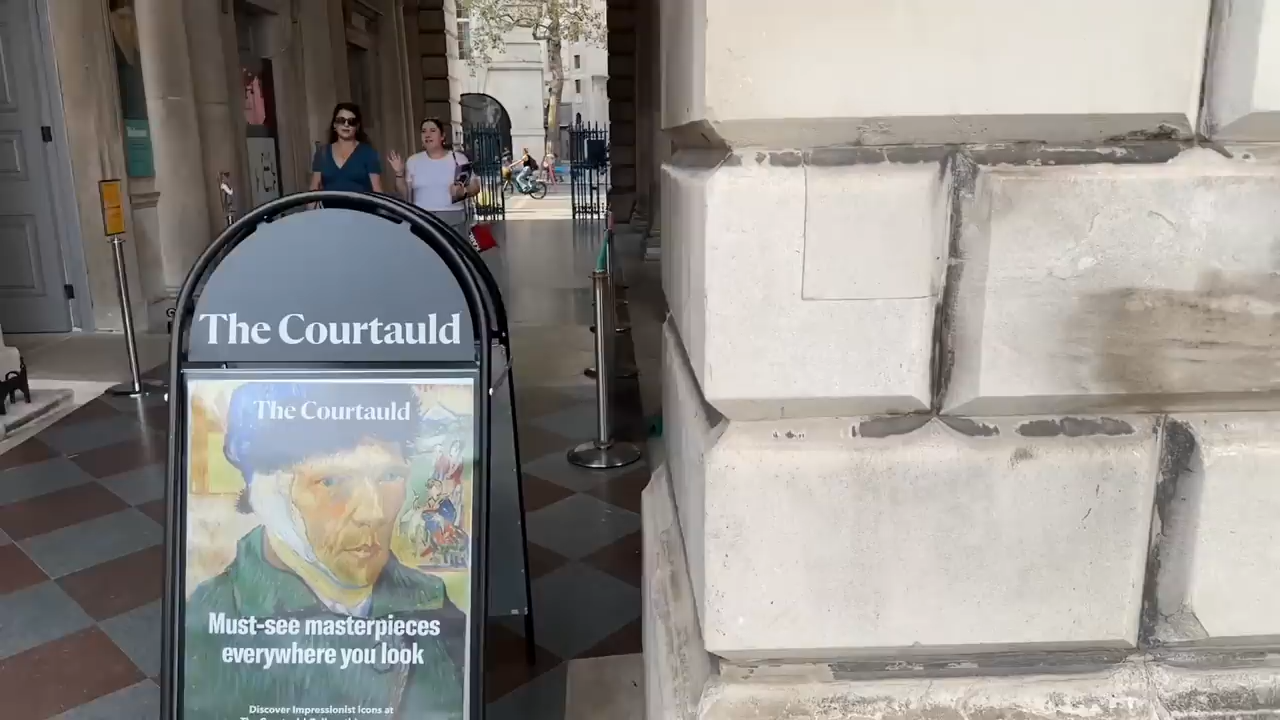 The Courtauld
The Courtauld
Must-see masterpieces
everywhere you look
Discover Impressionist icons at